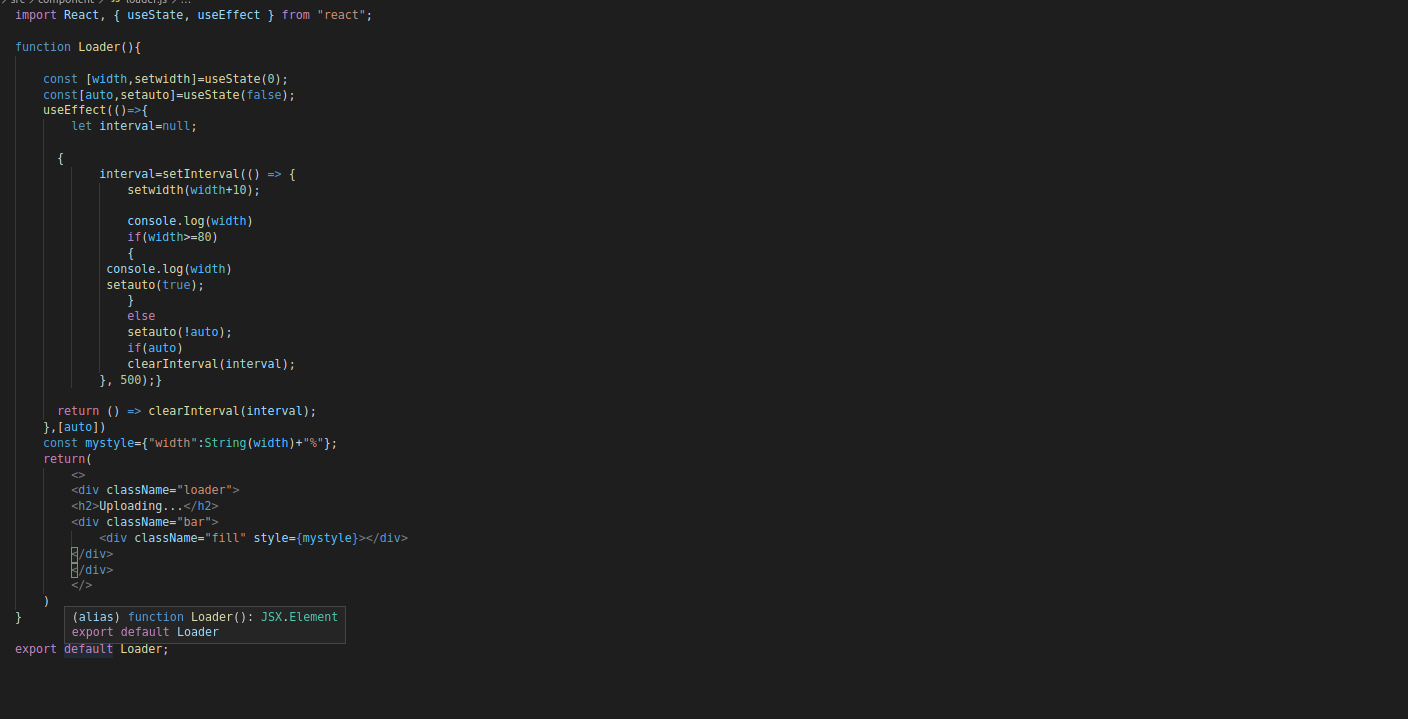 src > component > JS loader.js > ...
import React, { useState, useEffect } from "react";
function Loader(){
const [width,setwidth]=useState(0);
const[auto,setauto]=useState(false);
useEffect(()=>{
let interval=null;
{
interval=setInterval(() => {
setwidth(width+10);
console.log(width)
if(width>=80)
{
console.log(width)
setauto(true);
}
else
setauto(!auto);
if(auto)
clearInterval(interval);
}, 500);}
return () => clearInterval(interval);
},[auto])
const mystyle={"width":String(width)+"%"};
return(
<>
<div className="loader">
<h2>Uploading...</h2>
<div className="bar">
<div className="fill" style={mystyle}></div>
</div>
</div>
</>
)
}
(alias) function Loader(): JSX.Element
export default Loader
export default Loader;